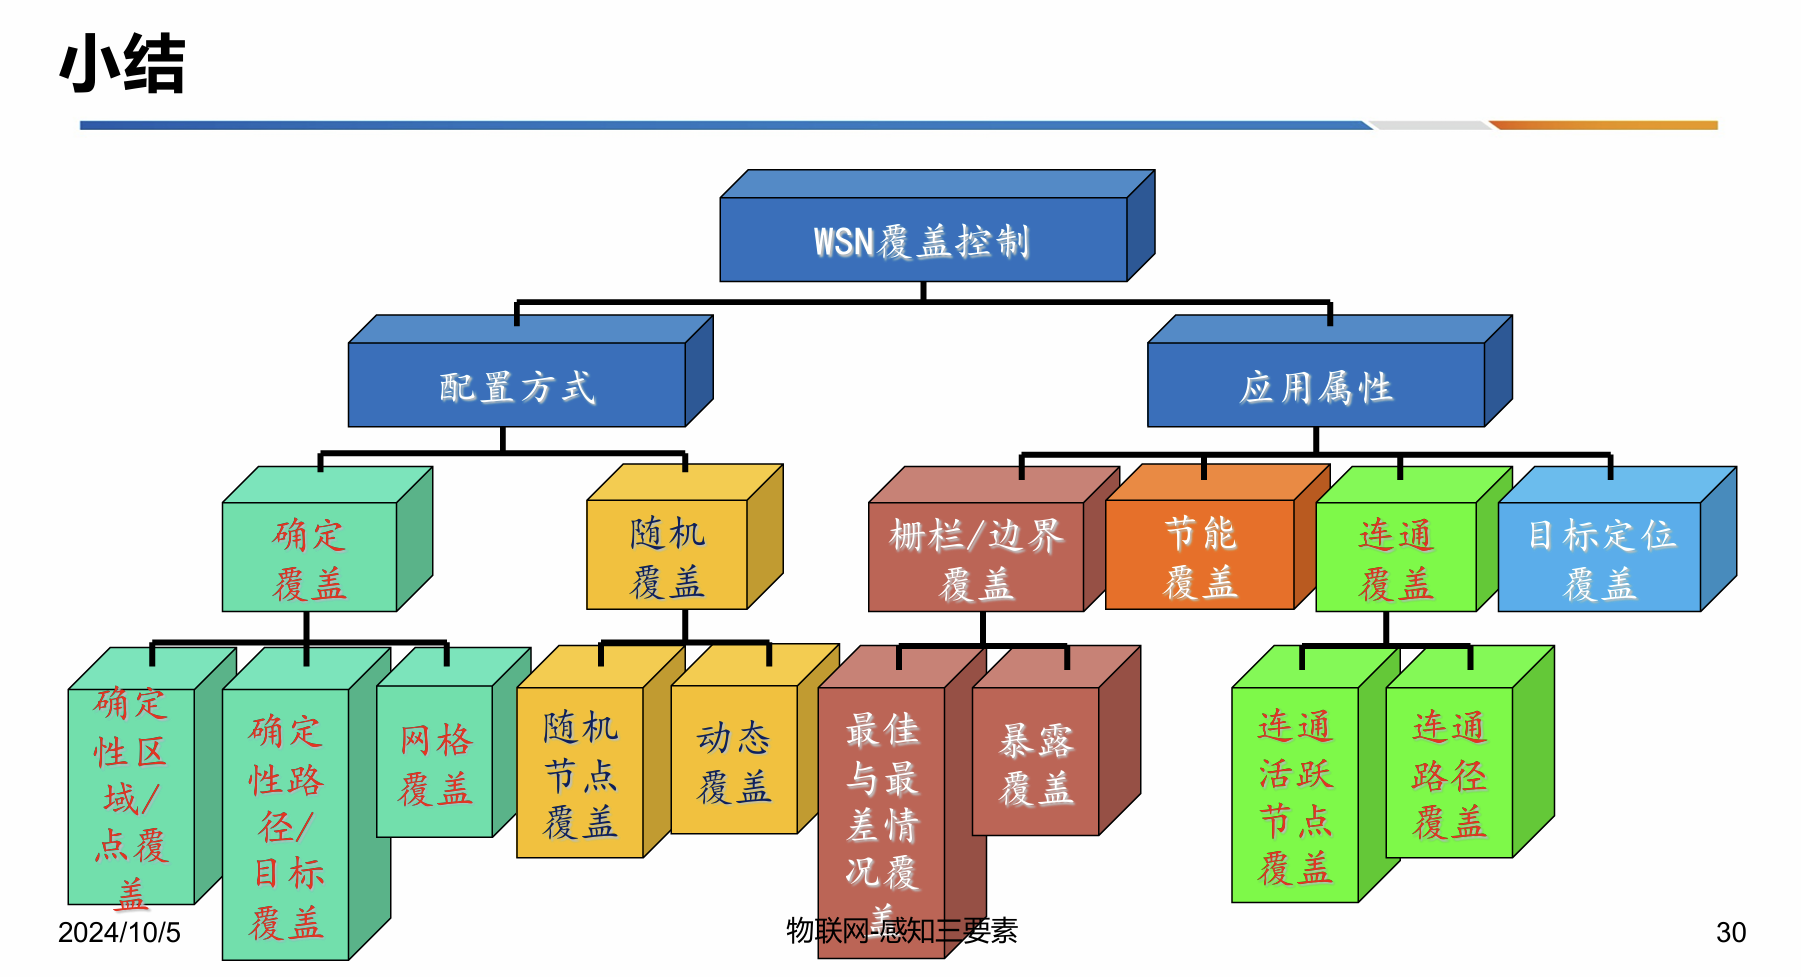 小结
WSN覆盖控制
配置方式
应用属性
确定
覆盖
随机
覆盖
栅栏/边界
覆盖
节能
覆盖
连通
覆盖
目标定位
覆盖
确定
性区
域/
点覆
盖
确定
性路
径/
目标
覆盖
网格
覆盖
随机
节点
覆盖
动态
覆盖
最佳
与最
差情
况覆
盖
暴露
覆盖
连通
活跃
节点
覆盖
连通
路径
覆盖
2024/10/5
物联网-感知三要素
30